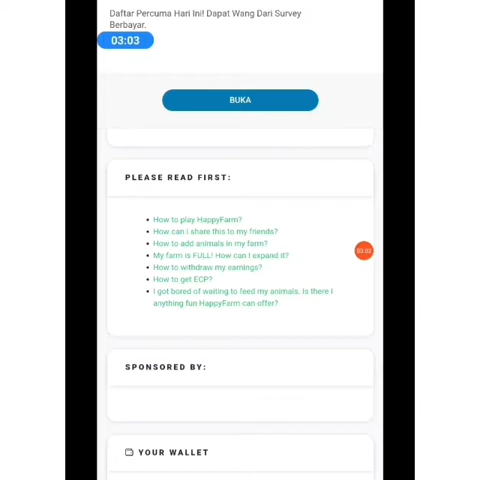 Daftar Percuma Hari Ini! Dapat Wang Dari Survey
Berbayar.
03:03
BUKA
PLEASE READ FIRST:
How to play HappyFarm?
How can i share this to my friends?
How to add animals in my farm?
My farm is FULL! How can I expand it?
03:03
How to withdraw my earnings?
How to get ECP?
I got bored of waiting to feed my animals. Is there I
anything fun HappyFarm can offer?
SPONSORED BY:
YOUR WALLET